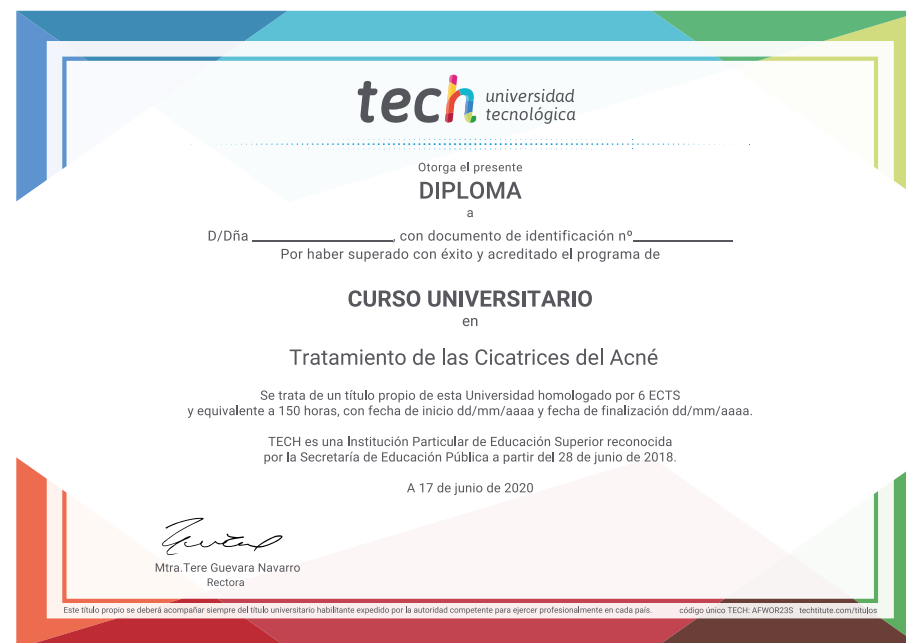 tech universidad
tecnológica
Otorga el presente
DIPLOMA
a
D/Dña , con documento de identificación nº
Por haber superado con éxito y acreditado el programa de
CURSO UNIVERSITARIO
en
Tratamiento de las Cicatrices del Acné
Se trata de un título propio de esta Universidad homologado por 6 ECTS
y equivalente a 150 horas, con fecha de inicio dd/mm/aaaa y fecha de finalización dd/mm/aaaa.
TECH es una Institución Particular de Educación Superior reconocida
por la Secretaría de Educación Pública a partir del 28 de junio de 2018.
A 17 de junio de 2020
Mtra.Tere Guevara Navarro
Rectora
Este título propio se deberá acompañar siempre del título universitario habilitante expedido por la autoridad competente para ejercer profesionalmente en cada país. código único TECH: AFWOR23S techtitute.com/titulos